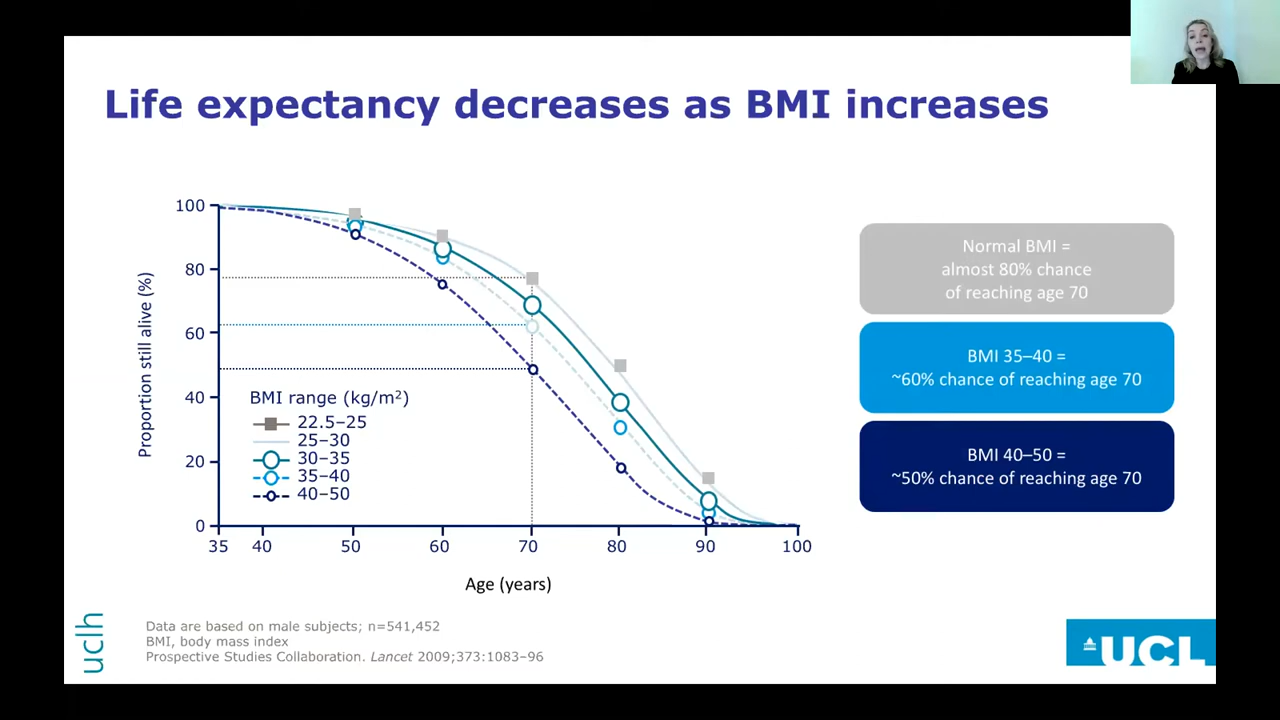 Life expectancy decreases as BMI increases
Proportion still alive (%)
100
80
60
40
20
0
35 40 50 60 70 80 90 100
Age (years)
BMI range (kg/m²)
22.5–25
25–30
30–35
35–40
40–50
Normal BMI =
almost 80% chance
of reaching age 70
BMI 35–40 =
~60% chance of reaching age 70
BMI 40–50 =
~50% chance of reaching age 70
uclh
Data are based on male subjects; n=541,452
BMI, body mass index
Prospective Studies Collaboration. Lancet 2009;373:1083–96
UCL